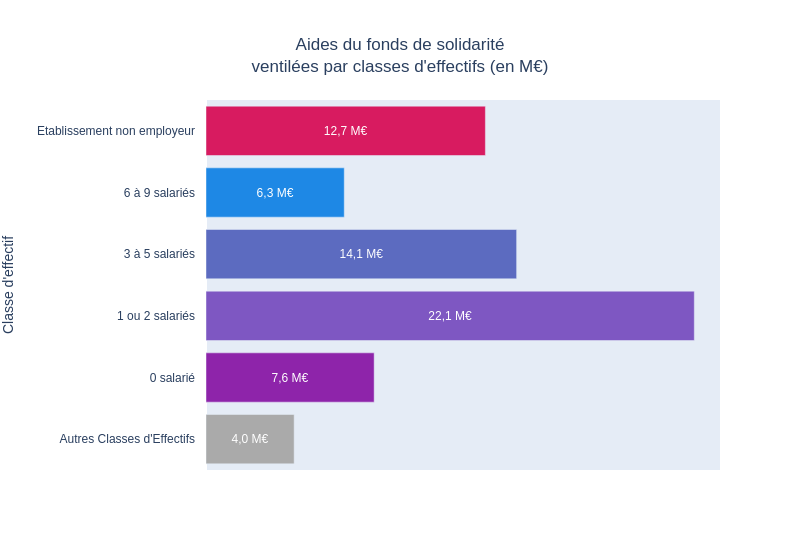 Aides du fonds de solidarité
ventilées par classes d'effectifs (en M€)
Classe d'effectif
Etablissement non employeur
12,7 M€
6 à 9 salariés
6,3 M€
3 à 5 salariés
14,1 M€
1 ou 2 salariés
22,1 M€
0 salarié
7,6 M€
Autres Classes d'Effectifs
4,0 M€